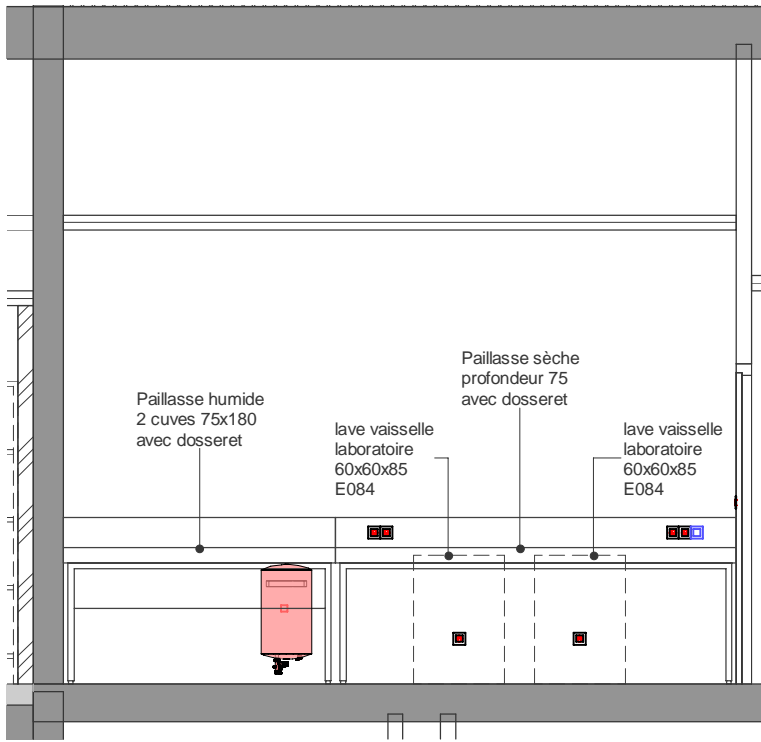 Paillasse humide
2 cuves 75x180
avec dosseret
lave vaisselle
laboratoire
60x60x85
E084
Paillasse sèche
profondeur 75
avec dosseret
lave vaisselle
laboratoire
60x60x85
E084